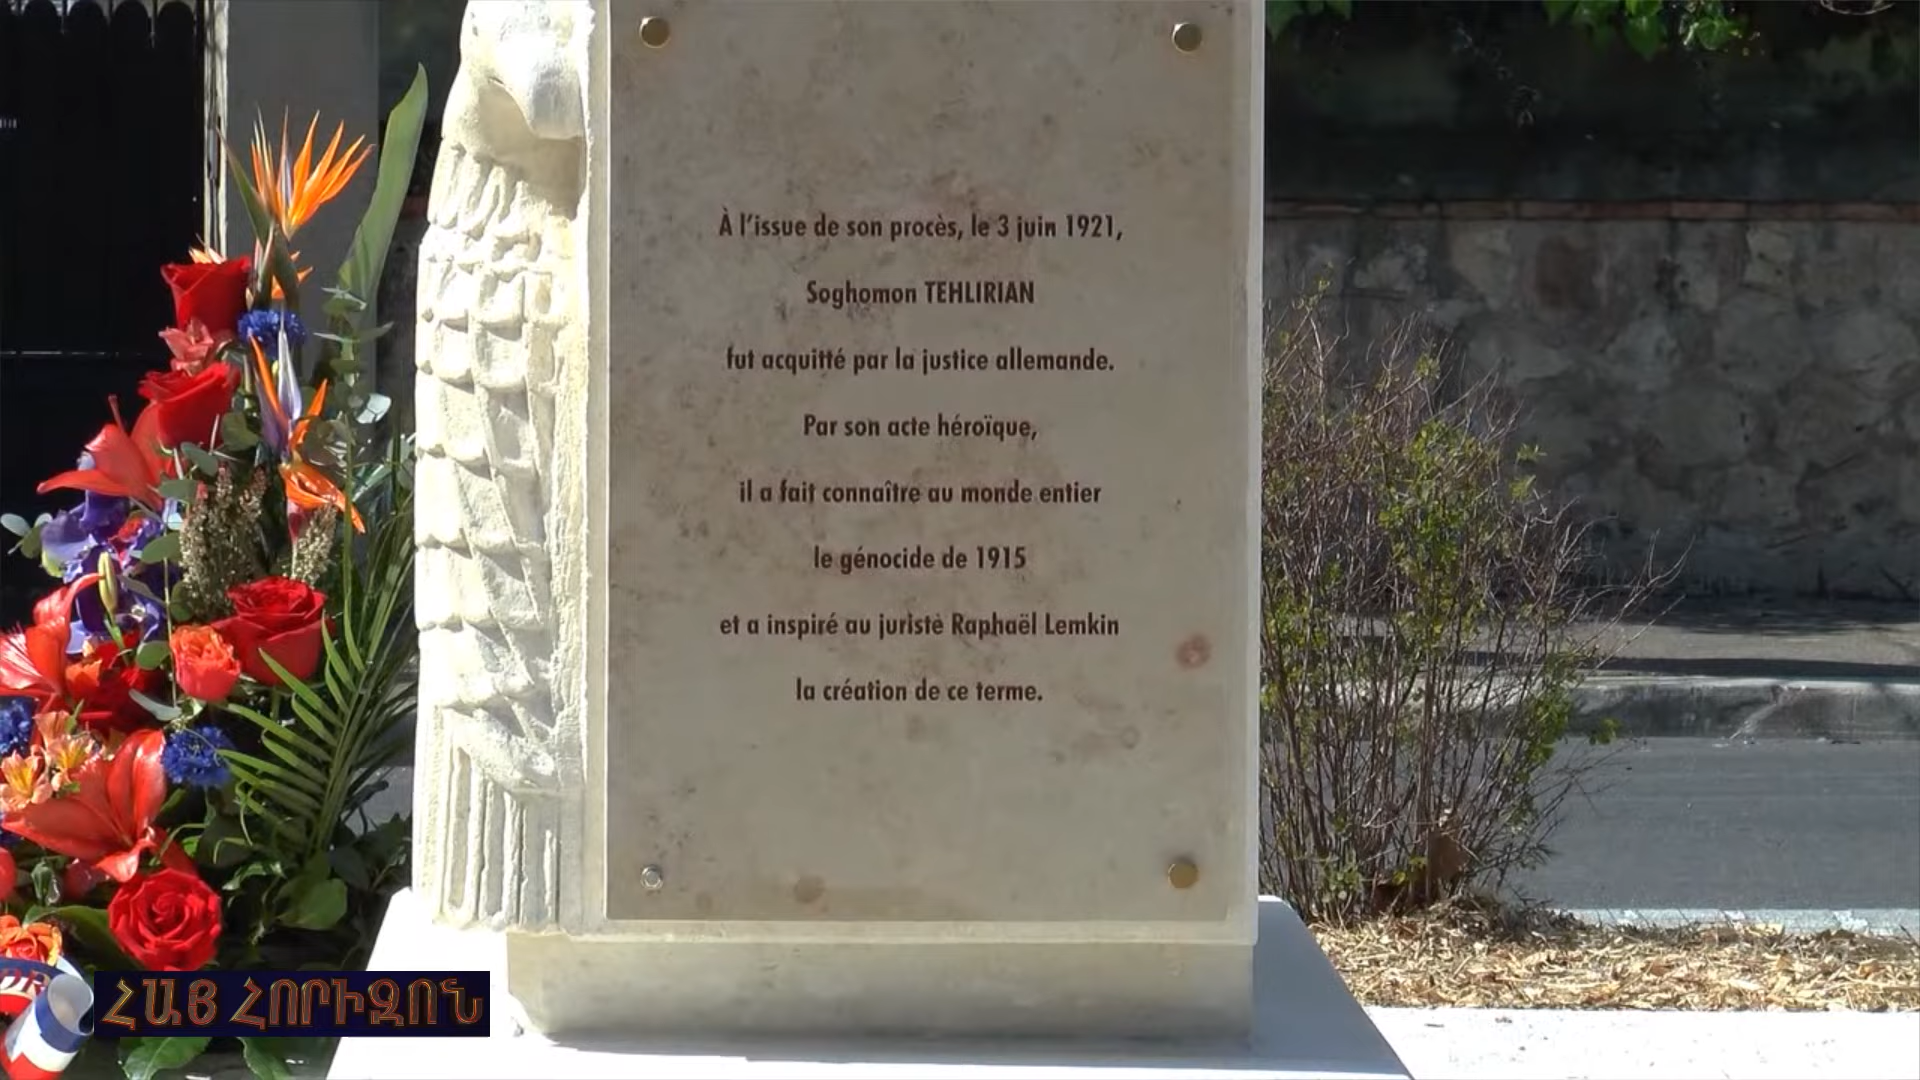 À l'issue de son procès, le 3 juin 1921,
Soghomon TEHLIRIAN
fut acquitté par la justice allemande.
Par son acte héroïque,
il a fait connaître au monde entier
le génocide de 1915
et a inspiré au juriste Raphaël Lemkin
la création de ce terme.
ՀԱՅ ՀՈՐԻԶՈՆ